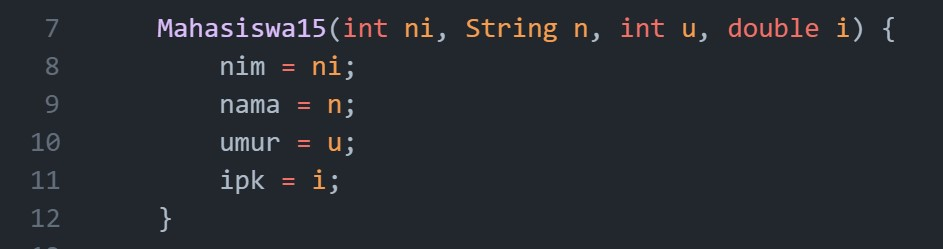 7 Mahasiswa15(int ni, String n, int u, double i) {
8 nim = ni;
9 nama = n;
10 umur = u;
11 ipk = i;
12 }